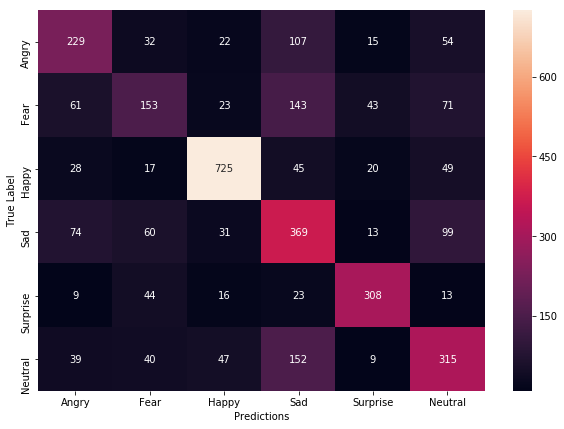 Angry 229 32 22 107 15 54
Fear 61 153 23 143 43 71
Happy 28 17 725 45 20 49
Sad 74 60 31 369 13 99
Surprise 9 44 16 23 308 13
Neutral 39 40 47 152 9 315
Angry Fear Happy Sad Surprise Neutral
Predictions
True Label
600
450
300
150